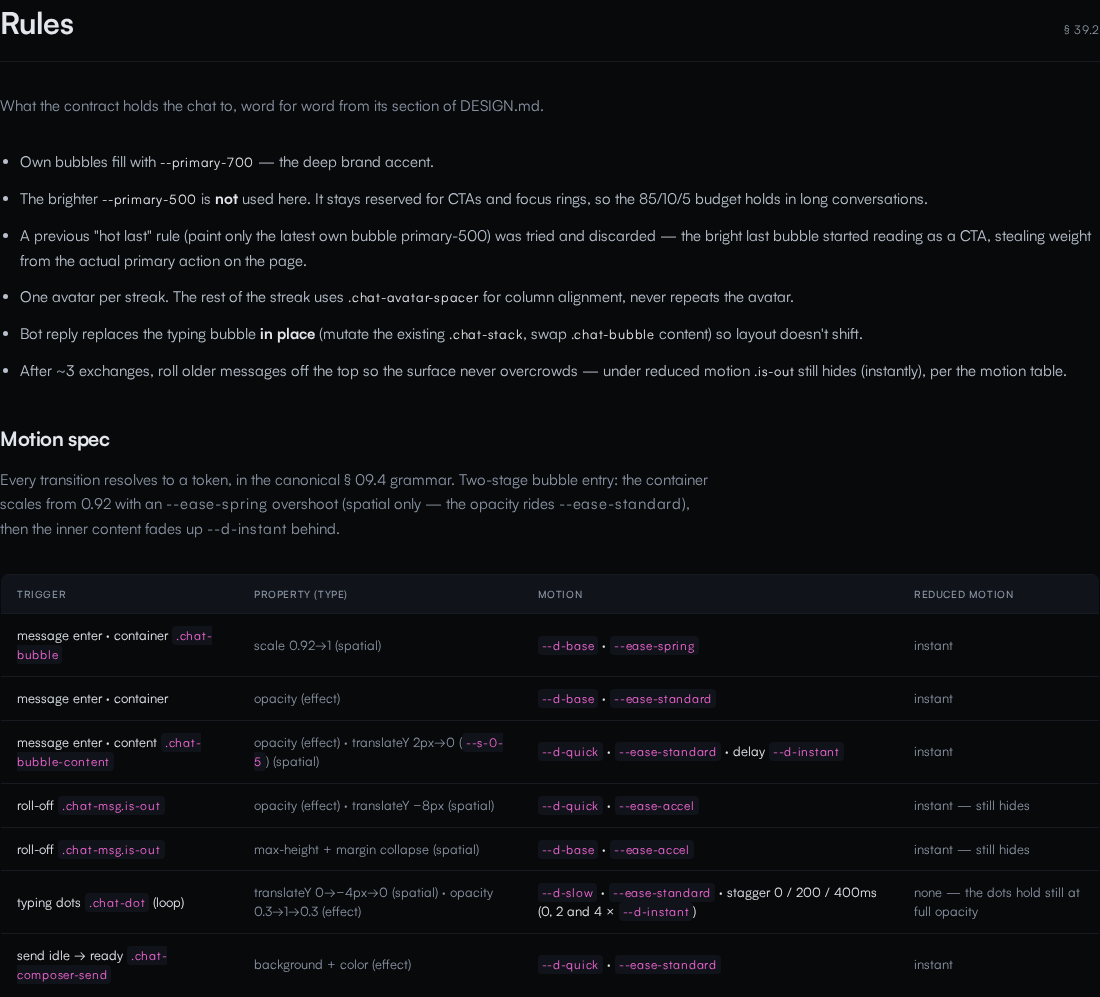 Rules
§ 39.2
What the contract holds the chat to, word for word from its section of DESIGN.md.
• Own bubbles fill with --primary-700 — the deep brand accent.
• The brighter --primary-500 is not used here. It stays reserved for CTAs and focus rings, so the 85/10/5 budget holds in long conversations.
• A previous "hot last" rule (paint only the latest own bubble primary-500) was tried and discarded — the bright last bubble started reading as a CTA, stealing weight
from the actual primary action on the page.
• One avatar per streak. The rest of the streak uses .chat-avatar-spacer for column alignment, never repeats the avatar.
• Bot reply replaces the typing bubble in place (mutate the existing .chat-stack, swap .chat-bubble content) so layout doesn't shift.
• After ~3 exchanges, roll older messages off the top so the surface never overcrowds — under reduced motion .is-out still hides (instantly), per the motion table.
Motion spec
Every transition resolves to a token, in the canonical § 09.4 grammar. Two-stage bubble entry: the container
scales from 0.92 with an --ease-spring overshoot (spatial only — the opacity rides --ease-standard),
then the inner content fades up --d-instant behind.
TRIGGER PROPERTY (TYPE) MOTION REDUCED MOTION
message enter · container .chat-
bubble
scale 0.92→1 (spatial)
--d-base · --ease-spring
instant
message enter · container
opacity (effect)
--d-base · --ease-standard
instant
message enter · content .chat-
bubble-content
opacity (effect) · translateY 2px→0 ( --s-0-
5 ) (spatial)
--d-quick · --ease-standard · delay --d-instant
instant
roll-off .chat-msg.is-out
opacity (effect) · translateY −8px (spatial)
--d-quick · --ease-accel
instant — still hides
roll-off .chat-msg.is-out
max-height + margin collapse (spatial)
--d-base · --ease-accel
instant — still hides
typing dots .chat-dot (loop)
translateY 0→−4px→0 (spatial) · opacity
0.3→1→0.3 (effect)
--d-slow · --ease-standard · stagger 0 / 200 / 400ms
(0, 2 and 4 × --d-instant )
none — the dots hold still at
full opacity
send idle → ready .chat-
composer-send
background + color (effect)
--d-quick · --ease-standard
instant